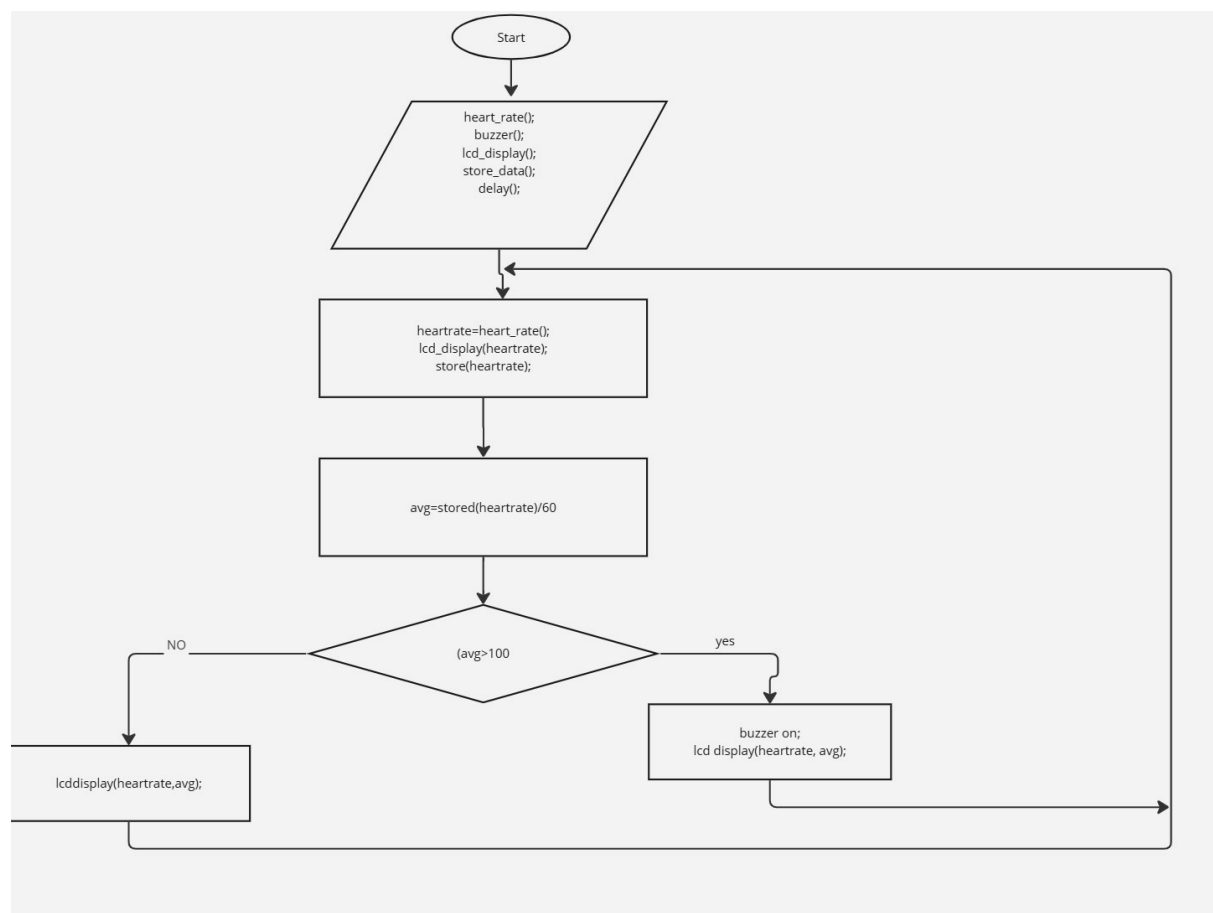 Start
heart_rate();
buzzer();
lcd_display();
store_data();
delay();
heartrate=heart_rate();
lcd_display(heartrate);
store(heartrate);
avg=stored(heartrate)/60
(avg>100
NO
yes
buzzer on;
lcd display(heartrate, avg);
lcddisplay(heartrate,avg);